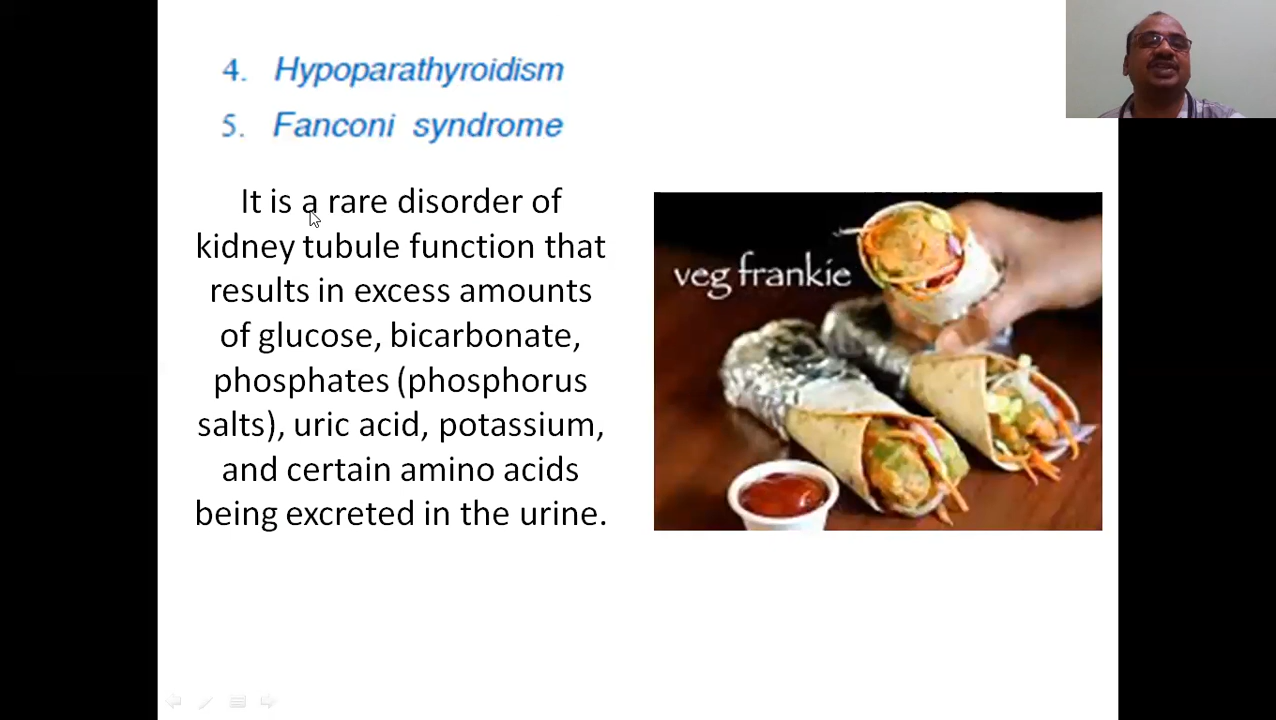 4. Hypoparathyroidism
5. Fanconi syndrome
It is a rare disorder of
kidney tubule function that
results in excess amounts
of glucose, bicarbonate,
phosphates (phosphorus
salts), uric acid, potassium,
and certain amino acids
being excreted in the urine.
veg frankie